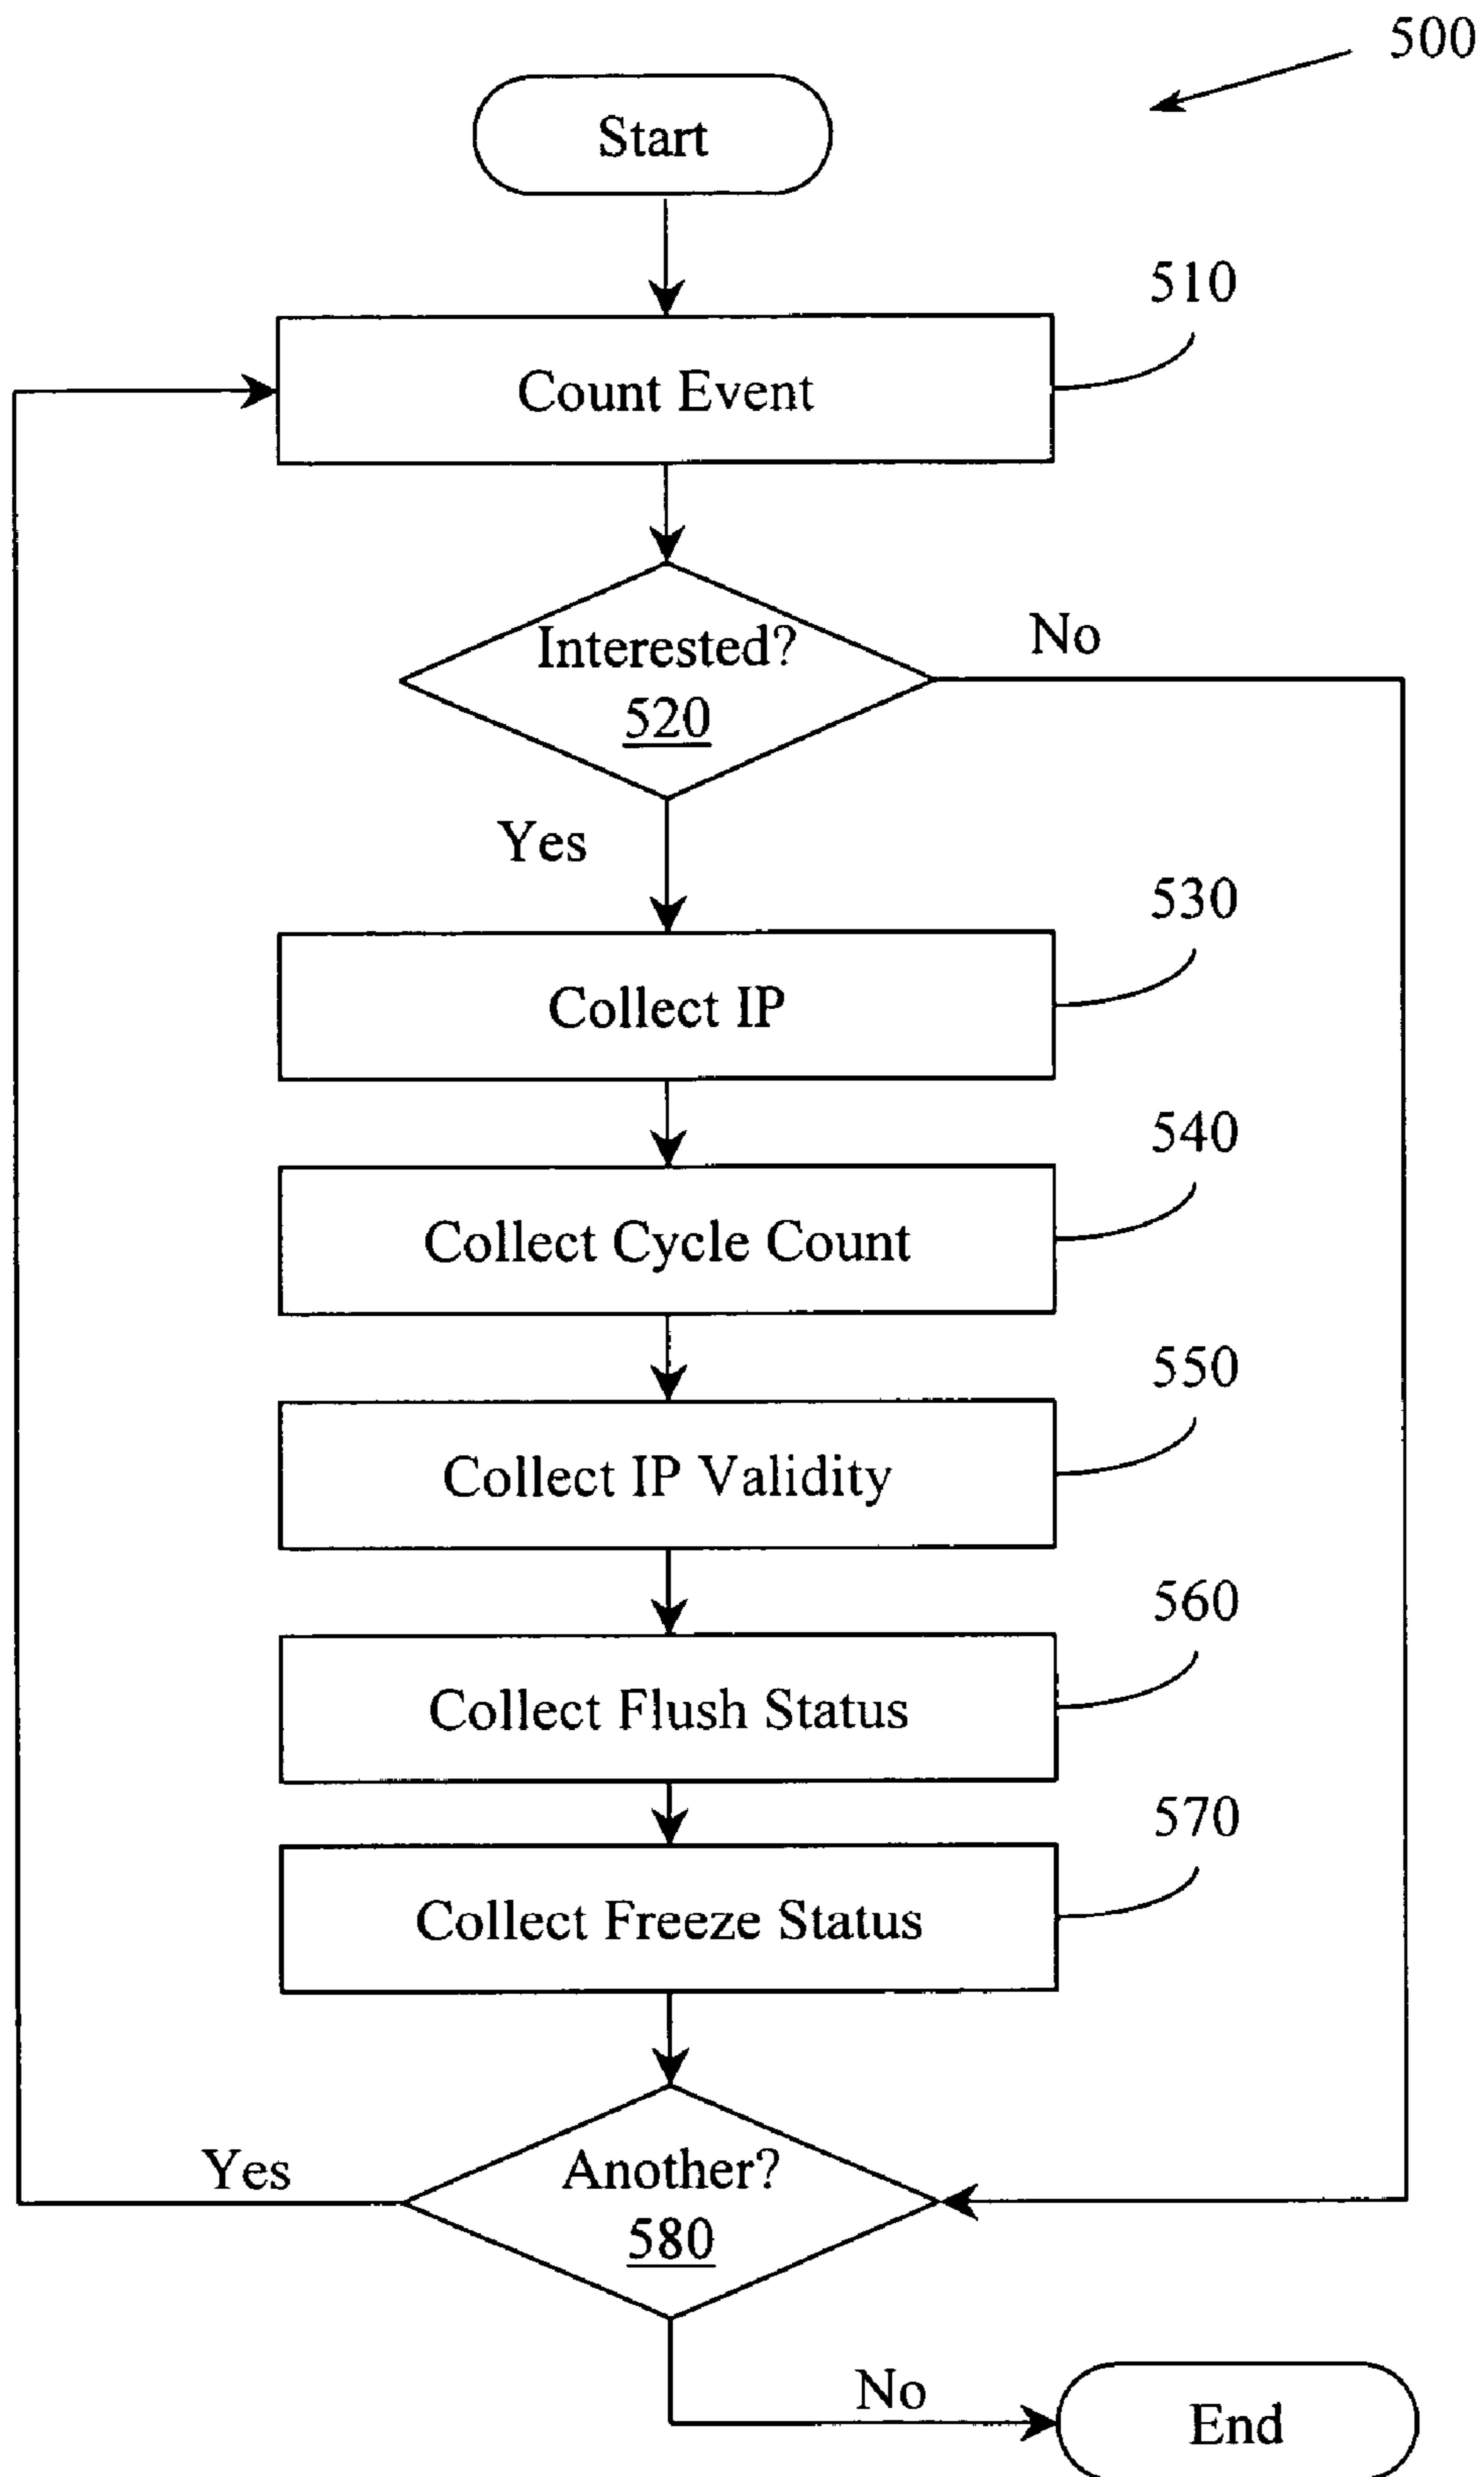 500
Start
510
Count Event
Interested?
520
No
Yes
530
Collect IP
540
Collect Cycle Count
550
Collect IP Validity
560
Collect Flush Status
570
Collect Freeze Status
Another?
580
Yes
No
End